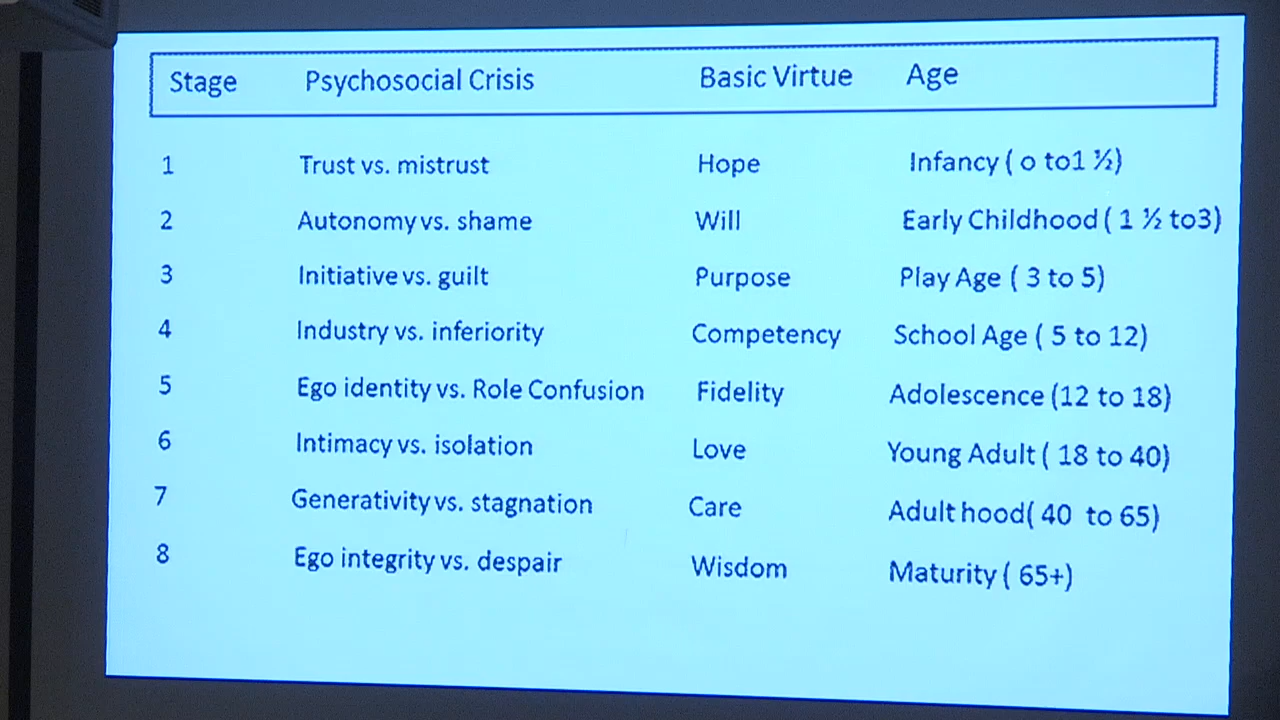 Stage Psychosocial Crisis Basic Virtue Age
1 Trust vs. mistrust Hope Infancy ( o to1 ½)
2 Autonomy vs. shame Will Early Childhood ( 1 ½ to3)
3 Initiative vs. guilt Purpose Play Age ( 3 to 5)
4 Industry vs. inferiority Competency School Age ( 5 to 12)
5 Ego identity vs. Role Confusion Fidelity Adolescence (12 to 18)
6 Intimacy vs. isolation Love Young Adult ( 18 to 40)
7 Generativity vs. stagnation Care Adult hood( 40 to 65)
8 Ego integrity vs. despair Wisdom Maturity ( 65+)